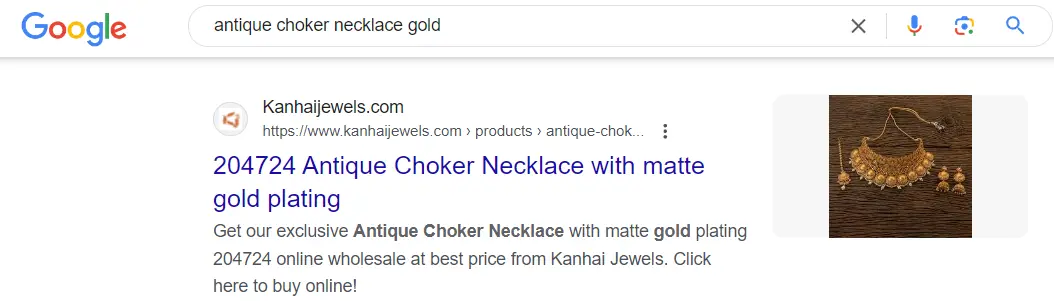 Google
antique choker necklace gold
Kanhaijewels.com
https://www.kanhaijewels.com › products › antique-chok...
204724 Antique Choker Necklace with matte
gold plating
Get our exclusive Antique Choker Necklace with matte gold plating
204724 online wholesale at best price from Kanhai Jewels. Click
here to buy online!